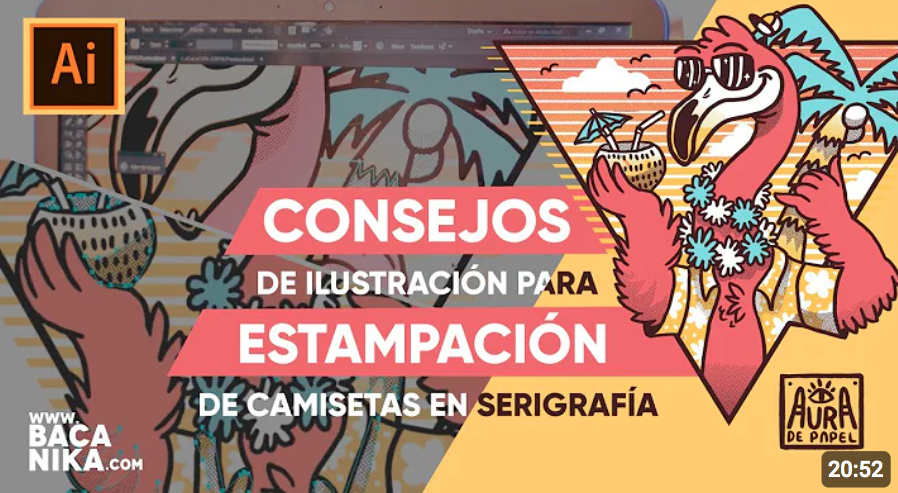 Ai
CONSEJOS
DE ILUSTRACIÓN PARA
ESTAMPACIÓN
DE CAMISETAS EN SERIGRAFÍA
www.
BACA
NIKA.COM
AURA
DE PAPEL
20:52